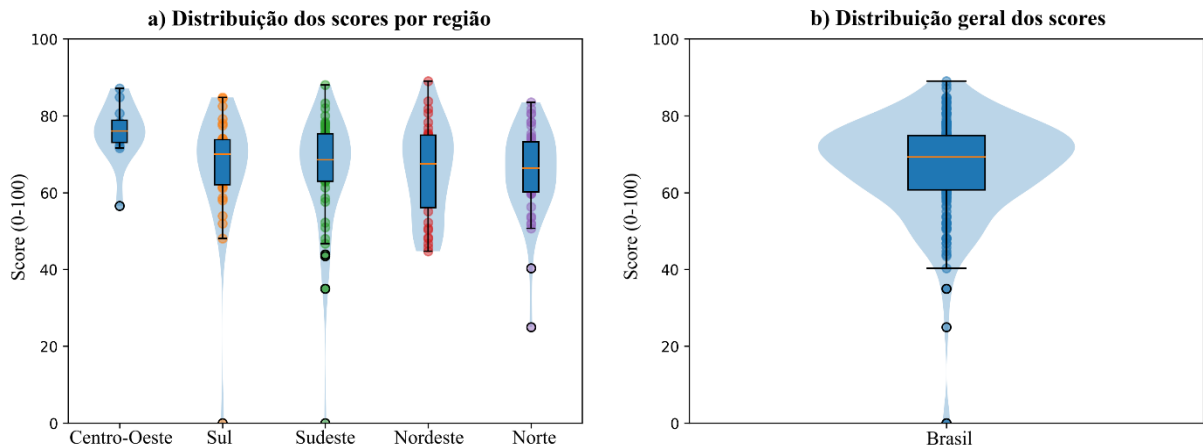 a) Distribuição dos scores por região
100
80
60
40
20
0
Score (0-100)
Centro-Oeste
Sul
Sudeste
Nordeste
Norte
b) Distribuição geral dos scores
100
80
60
40
20
0
Score (0-100)
Brasil